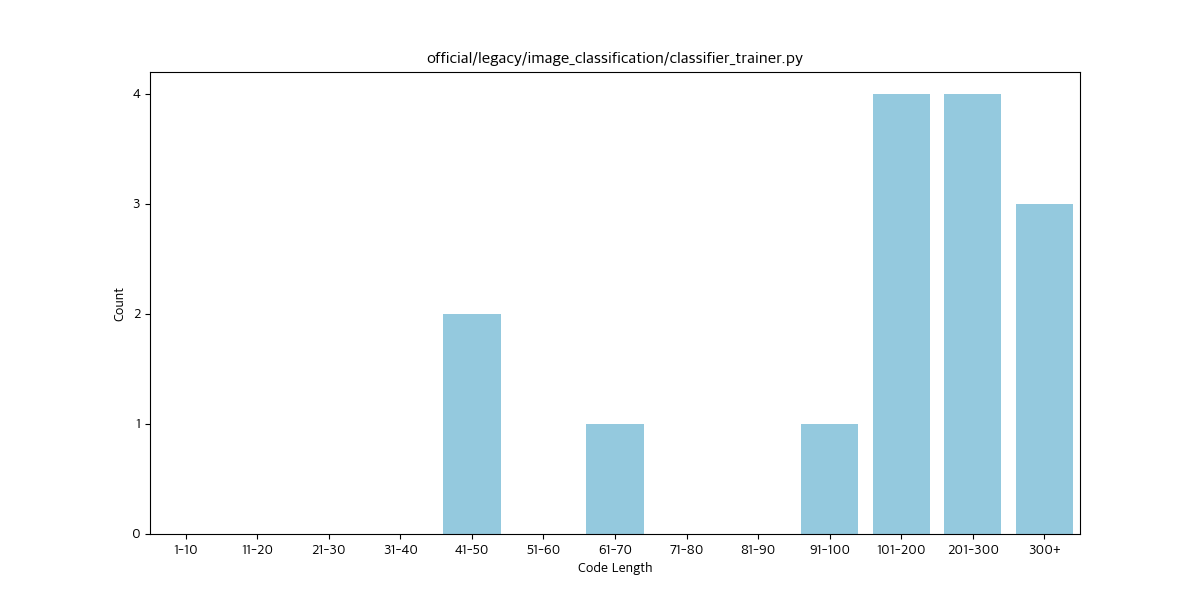 official/legacy/image_classification/classifier_trainer.py
Count
4
3
2
1
0
1-10 11-20 21-30 31-40 41-50 51-60 61-70 71-80 81-90 91-100 101-200 201-300 300+
Code Length